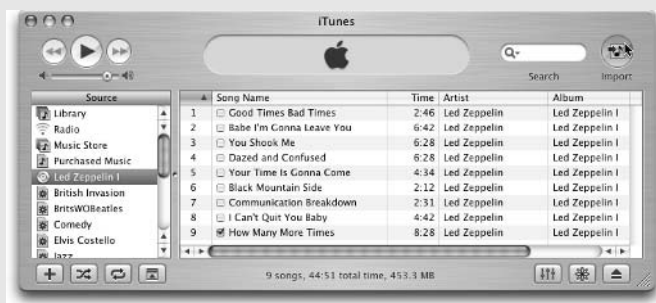 iTunes
Search
Import
Source
Song Name Time Artist Album
Library
Radio
Music Store
Purchased Music
Led Zeppelin I
British Invasion
BritsWOBeatles
Comedy
Elvis Costello
Jazz
1 Good Times Bad Times 2:46 Led Zeppelin Led Zeppelin I
2 Babe I'm Gonna Leave You 6:42 Led Zeppelin Led Zeppelin I
3 You Shook Me 6:28 Led Zeppelin Led Zeppelin I
4 Dazed and Confused 6:28 Led Zeppelin Led Zeppelin I
5 Your Time Is Gonna Come 4:34 Led Zeppelin Led Zeppelin I
6 Black Mountain Side 2:12 Led Zeppelin Led Zeppelin I
7 Communication Breakdown 2:31 Led Zeppelin Led Zeppelin I
8 I Can't Quit You Baby 4:42 Led Zeppelin Led Zeppelin I
9 How Many More Times 8:28 Led Zeppelin Led Zeppelin I
9 songs, 44:51 total time, 453.3 MB